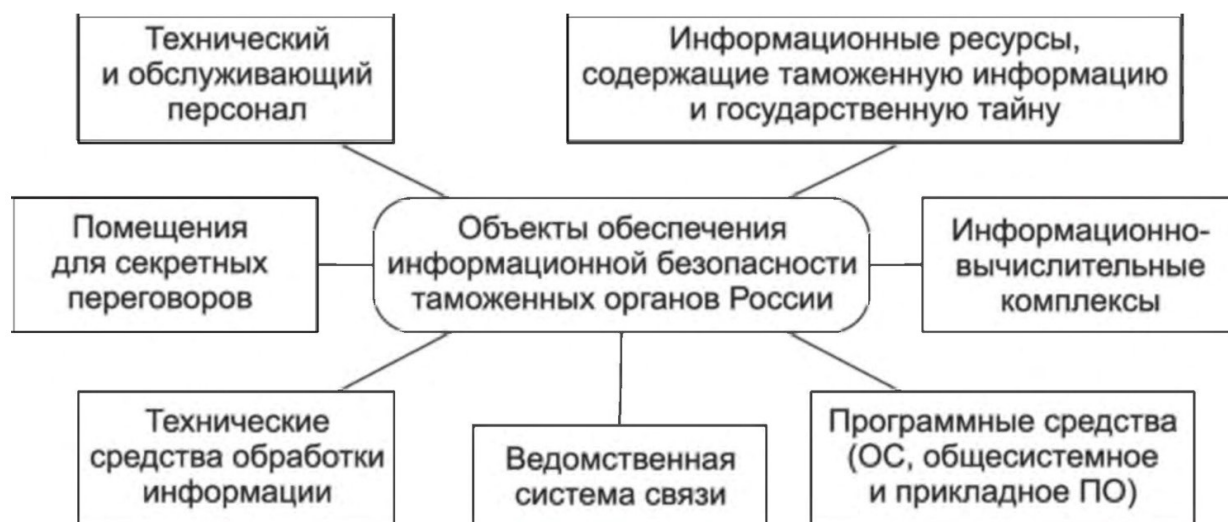 Технический
и обслуживающий
персонал
Информационные ресурсы,
содержащие таможенную информацию
и государственную тайну
Помещения
для секретных
переговоров
Объекты обеспечения
информационной безопасности
таможенных органов России
Информационно-
вычислительные
комплексы
Технические
средства обработки
информации
Ведомственная
система связи
Программные средства
(ОС, общесистемное
и прикладное ПО)